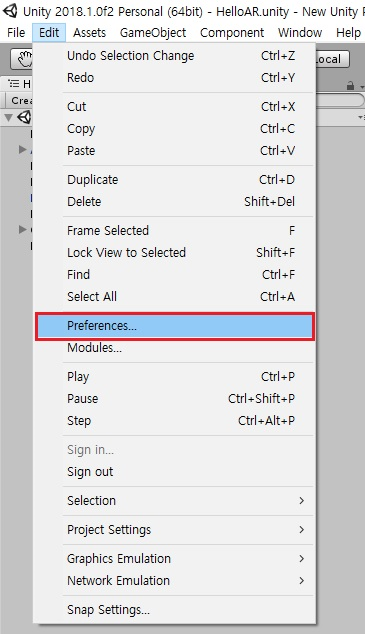 Unity 2018.1.0f2 Personal (64bit) - HelloAR.unity - New Unity P
File Edit Assets GameObject Component Window Help
Local
Crea
Undo Selection Change Ctrl+Z
Redo Ctrl+Y
Cut Ctrl+X
Copy Ctrl+C
Paste Ctrl+V
Duplicate Ctrl+D
Delete Shift+Del
Frame Selected F
Lock View to Selected Shift+F
Find Ctrl+F
Select All Ctrl+A
Preferences...
Modules...
Play Ctrl+P
Pause Ctrl+Shift+P
Step Ctrl+Alt+P
Sign in...
Sign out
Selection
Project Settings
Graphics Emulation
Network Emulation
Snap Settings...